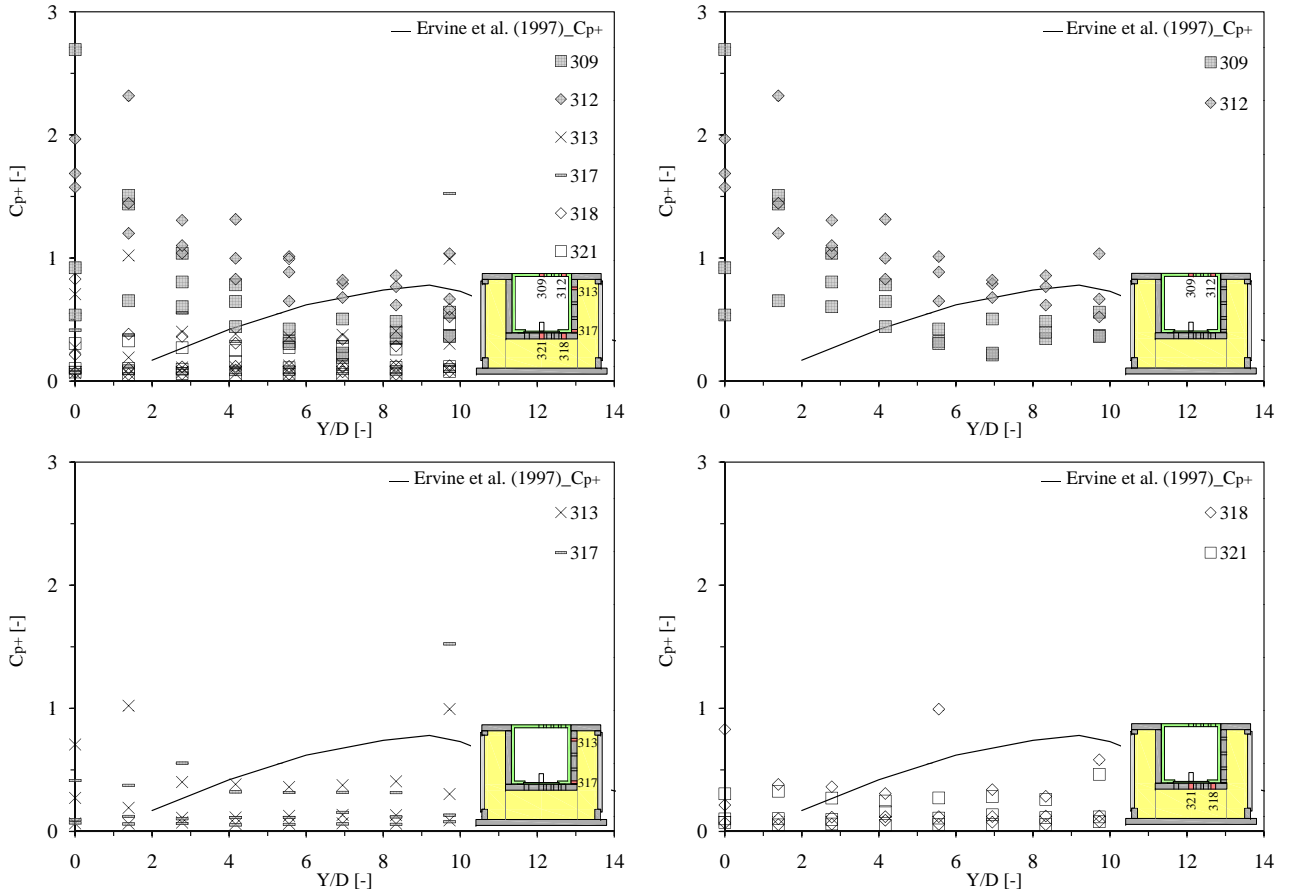 3
2
1
0
Cp+ [-]
0 2 4 6 8 10 12 14
Y/D [-]
Ervine et al. (1997)_Cp+
309
312
313
317
318
321
309 312 313
317
321 318
3
2
1
0
Cp+ [-]
0 2 4 6 8 10 12 14
Y/D [-]
Ervine et al. (1997)_Cp+
309
312
309 312
3
2
1
0
Cp+ [-]
0 2 4 6 8 10 12 14
Y/D [-]
Ervine et al. (1997)_Cp+
313
317
313
317
3
2
1
0
Cp+ [-]
0 2 4 6 8 10 12 14
Y/D [-]
Ervine et al. (1997)_Cp+
318
321
321 318